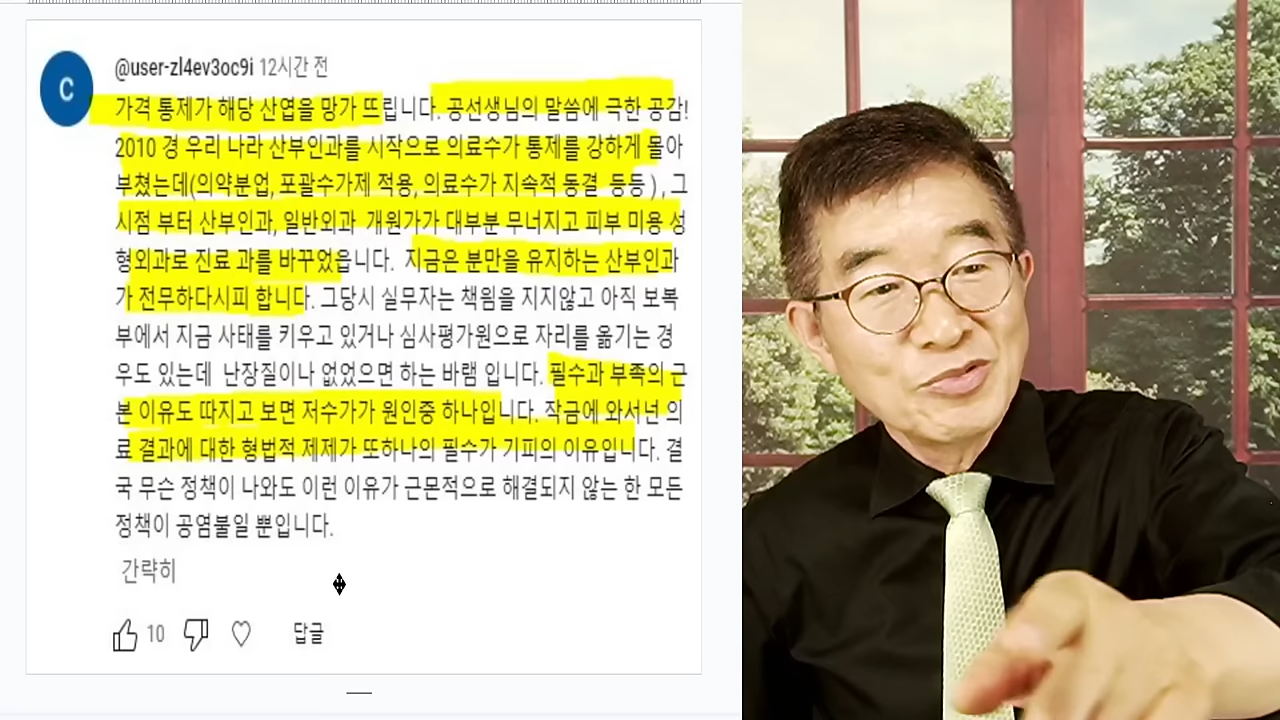 C
@user-zl4ev3oc9i 12시간 전
가격 통제가 해당 산업을 망가 뜨립니다. 공선생님의 말씀에 극한 공감!
2010 경 우리 나라 산부인과를 시작으로 의료수가 통제를 강하게 몰아
부쳤는데(의약분업, 포괄수가제 적용, 의료수가 지속적 동결 등등 ) , 그
시점 부터 산부인과, 일반외과 개원가가 대부분 무너지고 피부 미용 성
형외과로 진료 과를 바꾸었읍니다. 지금은 분만을 유지하는 산부인과
가 전무하다시피 합니다. 그당시 실무자는 책임을 지지않고 아직 보복
부에서 지금 사태를 키우고 있거나 심사평가원으로 자리를 옮기는 경
우도 있는데 난장질이나 없었으면 하는 바램 입니다. 필수과 부족의 근
본 이유도 따지고 보면 저수가가 원인중 하나입니다. 작금에 와서넌 의
료 결과에 대한 형법적 제제가 또하나의 필수가 기피의 이유입니다. 결
국 무슨 정책이 나와도 이런 이유가 근문적으로 해결되지 않는 한 모든
정책이 공염불일 뿐입니다.
간략히
10 답글